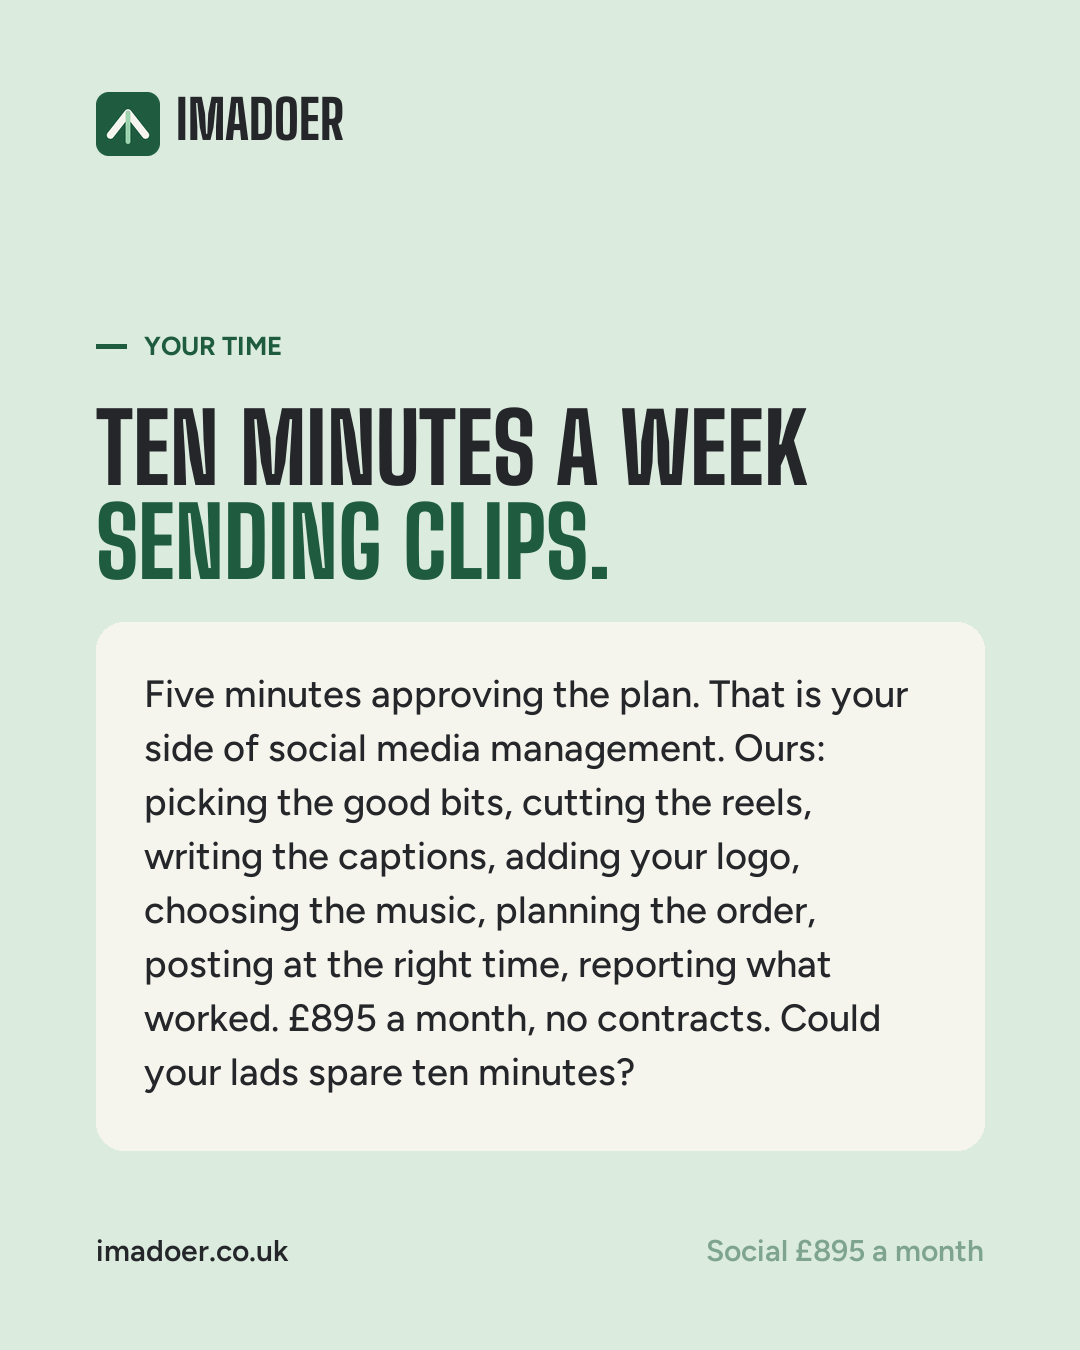 IMADOER
YOUR TIME
TEN MINUTES A WEEK
SENDING CLIPS.
Five minutes approving the plan. That is your
side of social media management. Ours:
picking the good bits, cutting the reels,
writing the captions, adding your logo,
choosing the music, planning the order,
posting at the right time, reporting what
worked. £895 a month, no contracts. Could
your lads spare ten minutes?
imadoer.co.uk
Social £895 a month